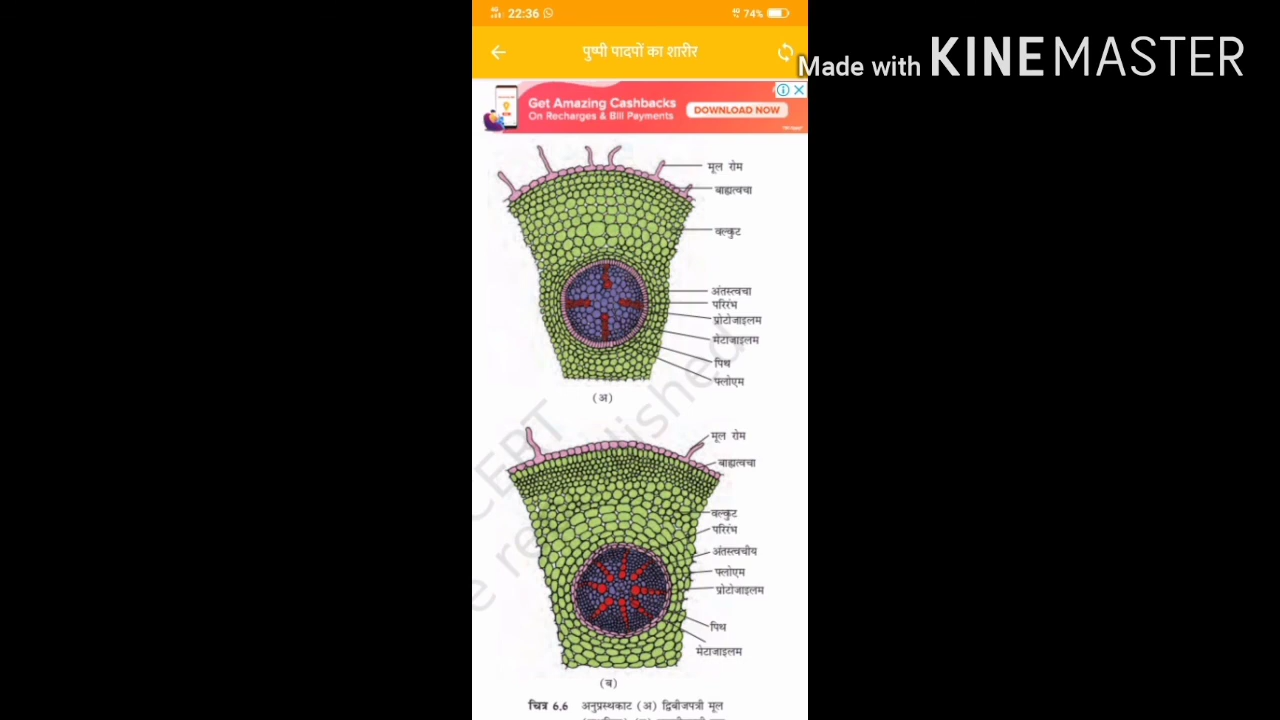 22:36
4G 74%
पुष्पी पादपों का शारीर
Made with KINEMASTER
Get Amazing Cashbacks
On Recharges & Bill Payments
DOWNLOAD NOW
मूल रोम
बाह्यत्वचा
वल्कुट
अंतस्त्वचा
परिरंभ
प्रोटोजाइलम
मेटाजाइलम
पिथ
फ्लोएम
(अ)
मूल रोम
बाह्यत्वचा
वल्कुट
परिरंभ
अंतस्त्वचीय
फ्लोएम
प्रोटोजाइलम
पिथ
मेटाजाइलम
(ब)
चित्र 6.6 अनुप्रस्थकाट (अ) द्विबीजपत्री मूल